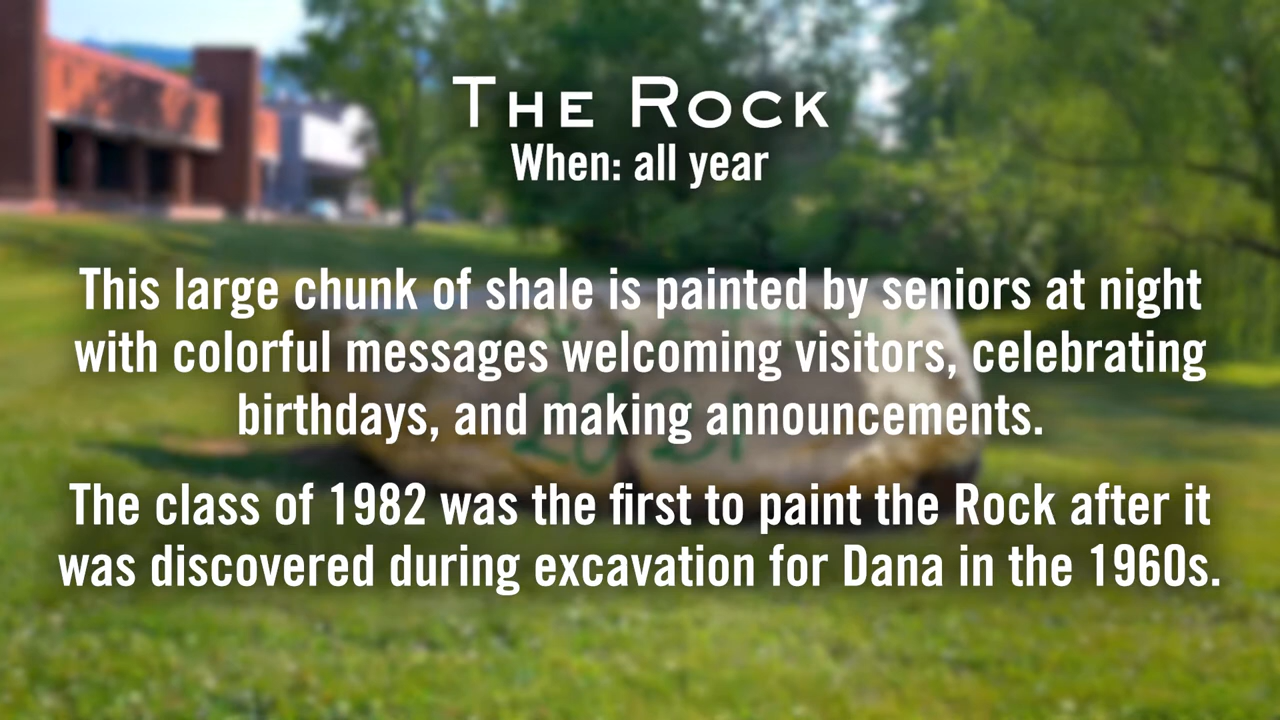 The Rock
When: all year
This large chunk of shale is painted by seniors at night
with colorful messages welcoming visitors, celebrating
birthdays, and making announcements.
The class of 1982 was the first to paint the Rock after it
was discovered during excavation for Dana in the 1960s.
2021